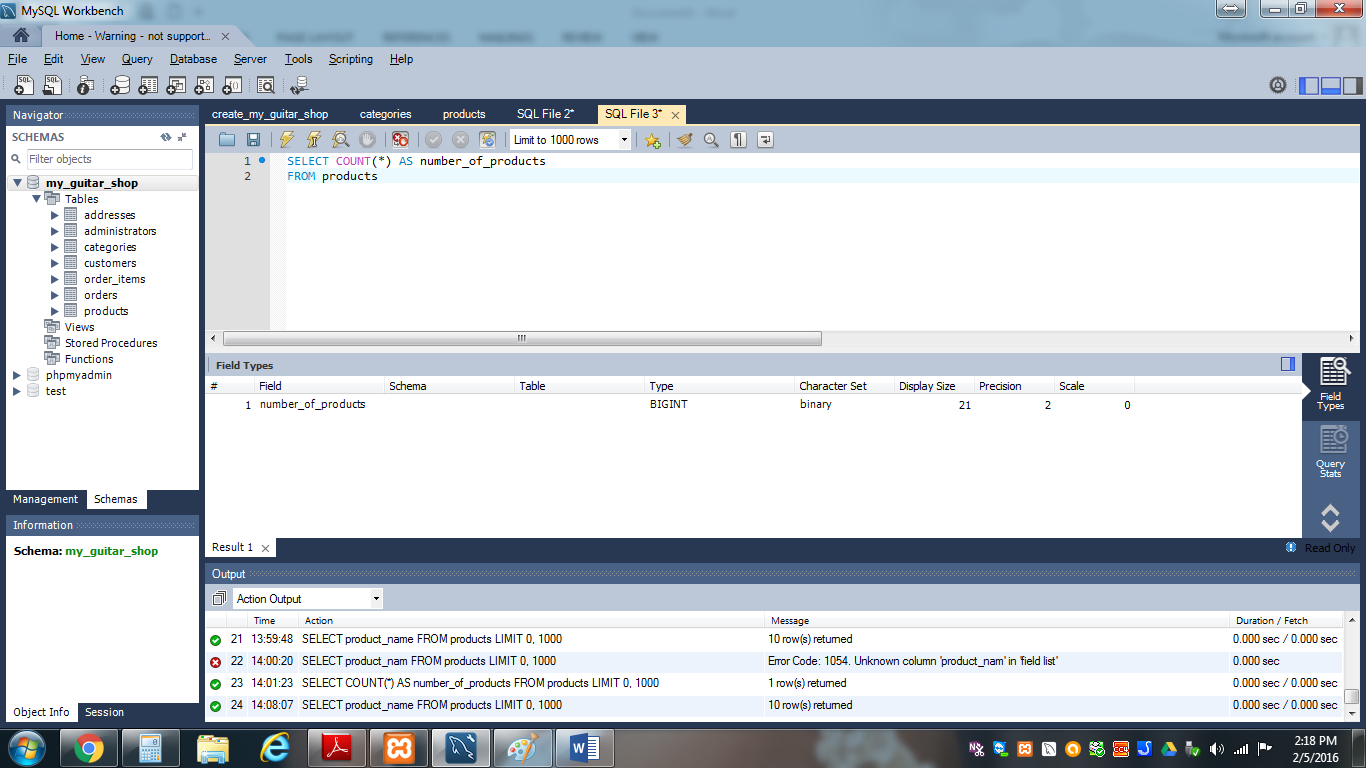 MySQL Workbench
Home - Warning - not support...
PAGE LAYOUT REFERENCES MAILINGS REVIEW VIEW
File Edit View Query Database Server Tools Scripting Help
Navigator
SCHEMAS
Filter objects
my_guitar_shop
Tables
addresses
administrators
categories
customers
order_items
orders
products
Views
Stored Procedures
Functions
phpmyadmin
test
Management Schemas
Information
Schema: my_guitar_shop
Object Info Session
create_my_guitar_shop categories products SQL File 2* SQL File 3*
Limit to 1000 rows
1 SELECT COUNT(*) AS number_of_products
2 FROM products
Field Types
# Field Schema Table Type Character Set Display Size Precision Scale
1 number_of_products BIGINT binary 21 2 0
Field Types
Query Stats
Result 1
Read Only
Output
Action Output
Time Action Message Duration / Fetch
21 13:59:48 SELECT product_name FROM products LIMIT 0, 1000 10 row(s) returned 0.000 sec / 0.000 sec
22 14:00:20 SELECT product_nam FROM products LIMIT 0, 1000 Error Code: 1054. Unknown column 'product_nam' in 'field list' 0.000 sec
23 14:01:23 SELECT COUNT(*) AS number_of_products FROM products LIMIT 0, 1000 1 row(s) returned 0.000 sec / 0.000 sec
24 14:08:07 SELECT product_name FROM products LIMIT 0, 1000 10 row(s) returned 0.000 sec / 0.000 sec
2:18 PM
2/5/2016